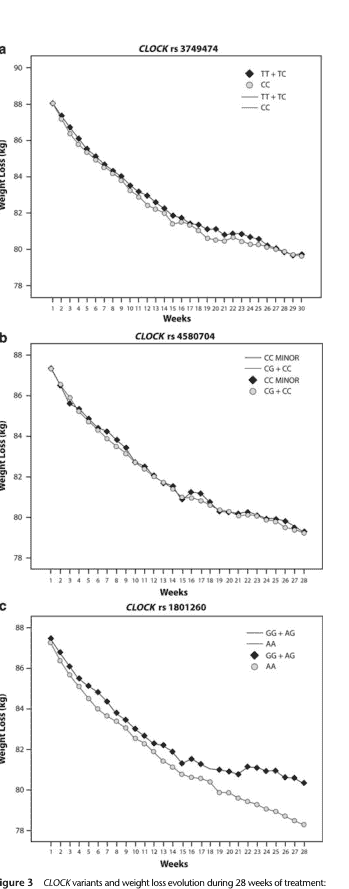 a
CLOCK rs 3749474
90
88
86
84
82
80
78
Weight Loss (kg)
TT + TC
CC
TT + TC
CC
1 2 3 4 5 6 7 8 9 10 11 12 13 14 15 16 17 18 19 20 21 22 23 24 25 26 27 28 29 30
Weeks
b
CLOCK rs 4580704
88
86
84
82
80
78
Weight Loss (kg)
CC MINOR
CG + CC
CC MINOR
CG + CC
1 2 3 4 5 6 7 8 9 10 11 12 13 14 15 16 17 18 19 20 21 22 23 24 25 26 27 28
Weeks
c
CLOCK rs 1801260
88
86
84
82
80
78
Weight Loss (kg)
GG + AG
AA
GG + AG
AA
1 2 3 4 5 6 7 8 9 10 11 12 13 14 15 16 17 18 19 20 21 22 23 24 25 26 27 28
Weeks
igure 3 CLOCK variants and weight loss evolution during 28 weeks of treatment: